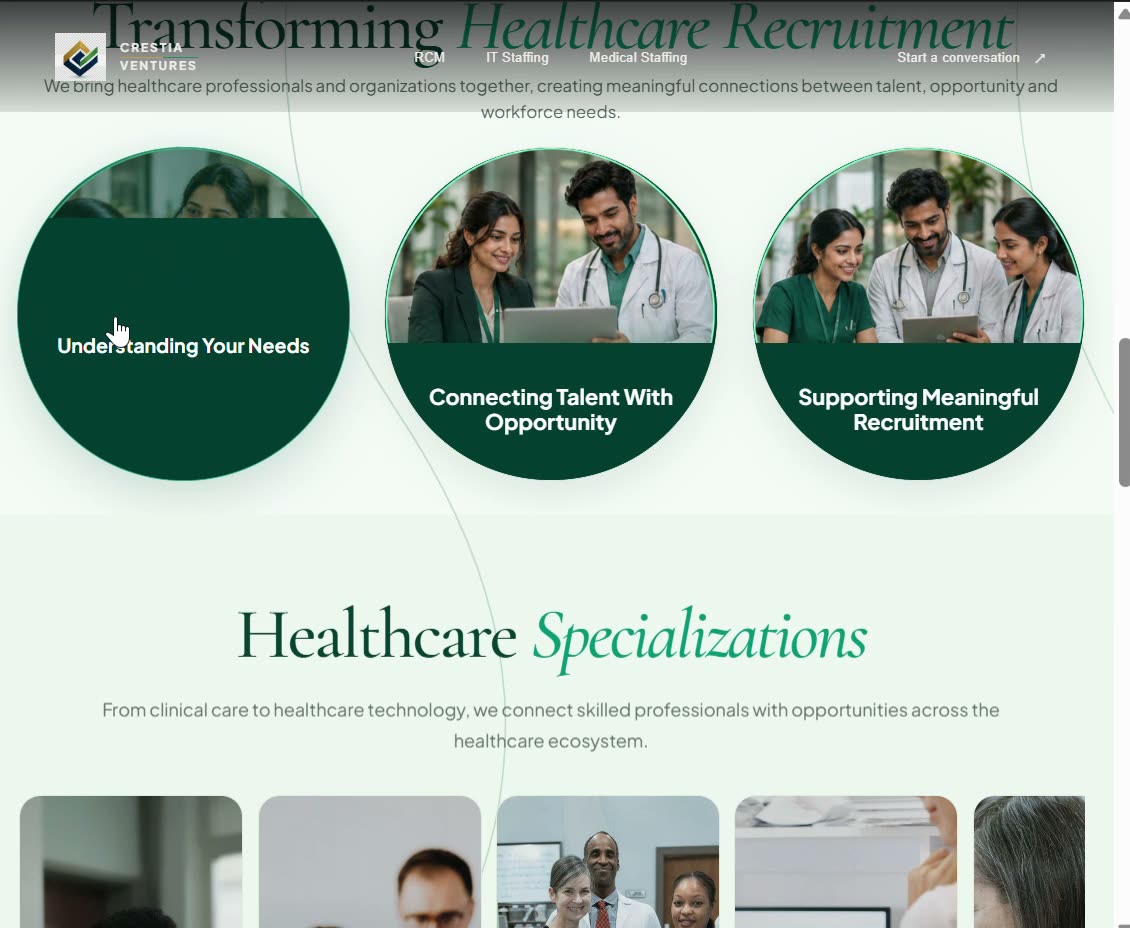 Transforming Healthcare Recruitment
CRESTIA
VENTURES
RCM
IT Staffing
Medical Staffing
Start a conversation ↗
We bring healthcare professionals and organizations together, creating meaningful connections between talent, opportunity and
workforce needs.
Understanding Your Needs
Connecting Talent With
Opportunity
Supporting Meaningful
Recruitment
Healthcare Specializations
From clinical care to healthcare technology, we connect skilled professionals with opportunities across the
healthcare ecosystem.